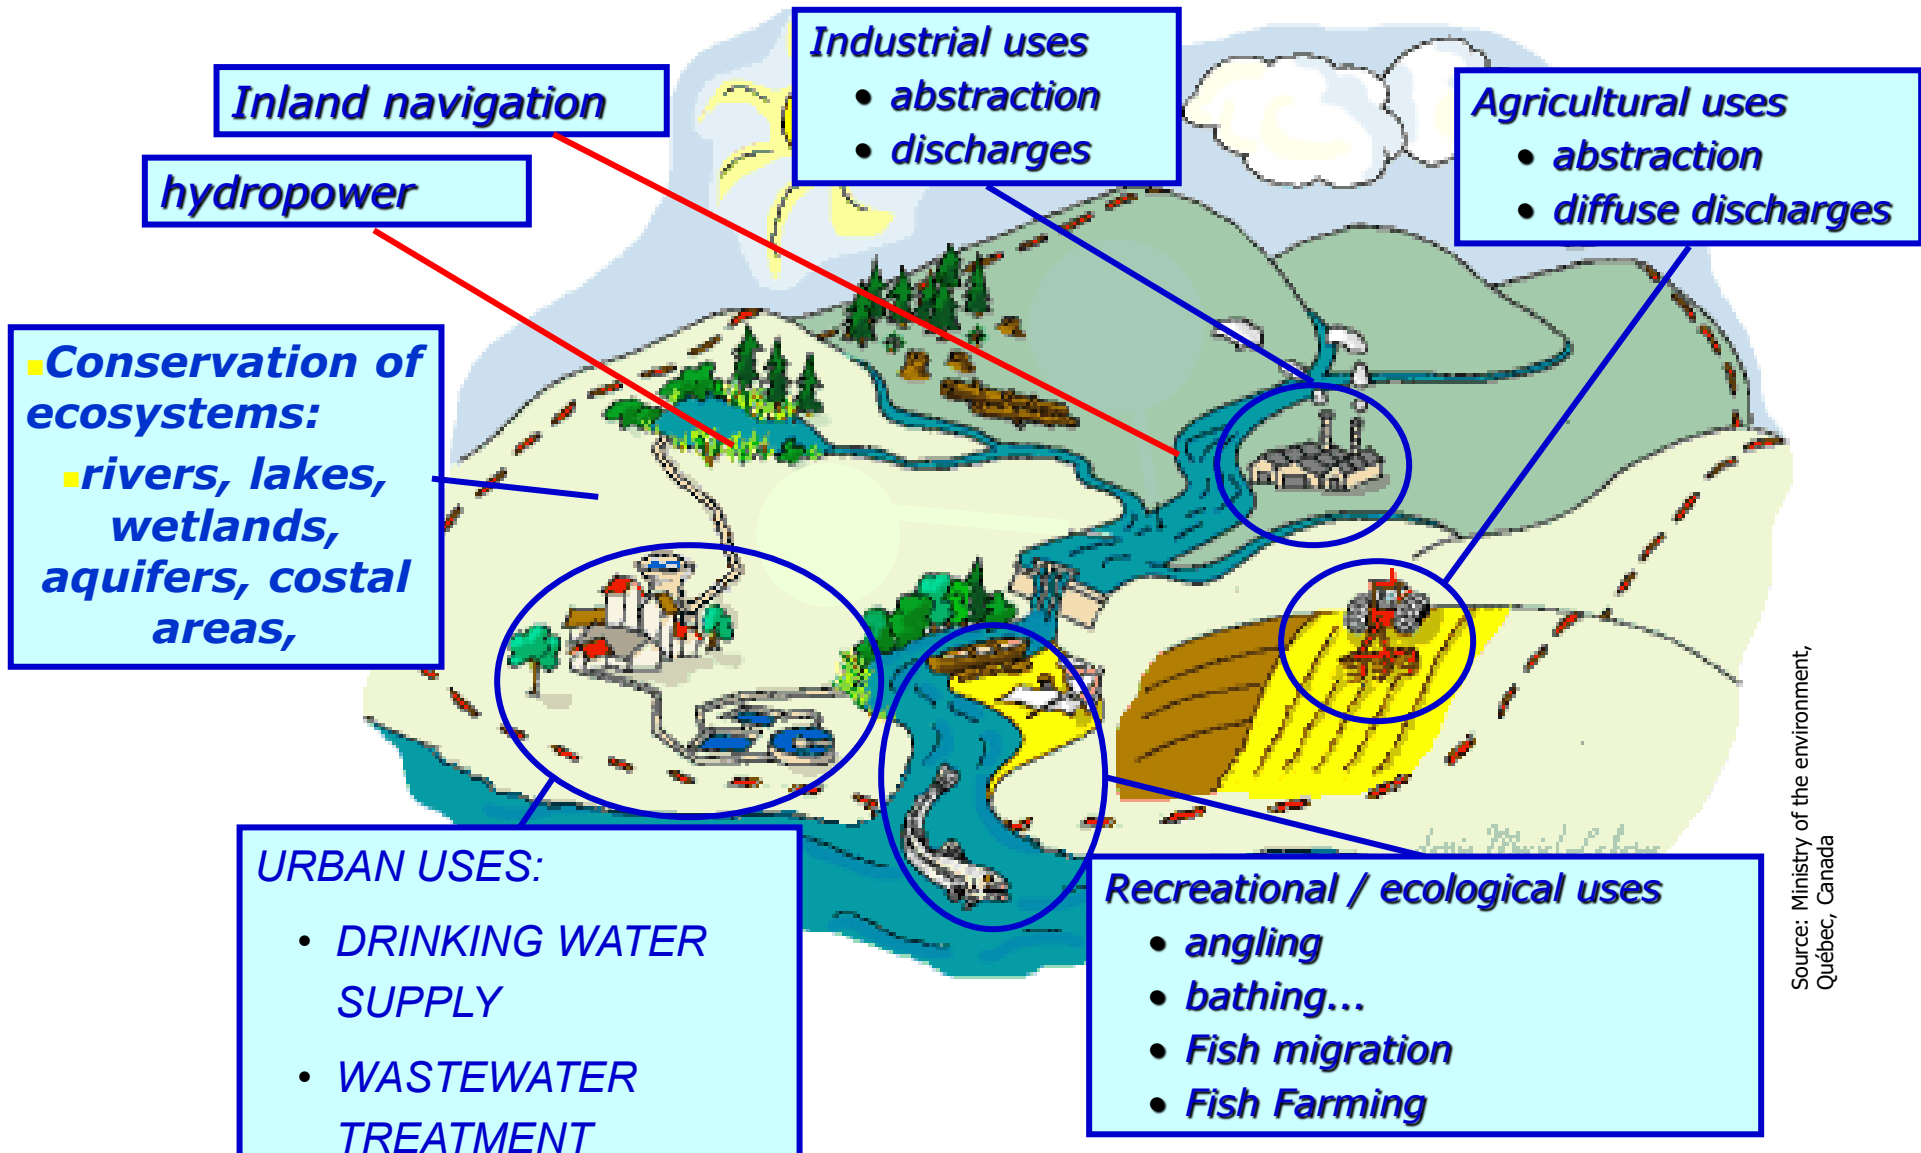 Inland navigation
hydropower
Industrial uses
• abstraction
• discharges
Agricultural uses
• abstraction
• diffuse discharges
Conservation of
ecosystems:
rivers, lakes,
wetlands,
aquifers, costal
areas,
URBAN USES:
• DRINKING WATER
SUPPLY
• WASTEWATER
TREATMENT
Recreational / ecological uses
• angling
• bathing...
• Fish migration
• Fish Farming
Source: Ministry of the environment,
Québec, Canada